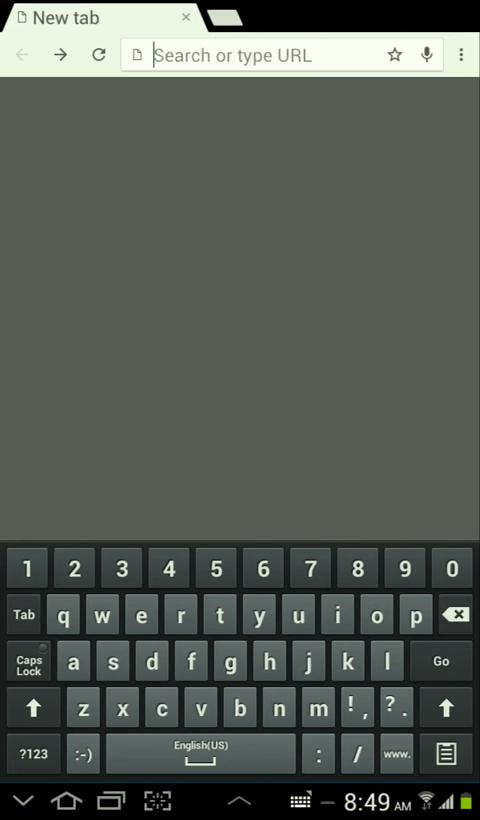 New tab
Search or type URL
1 2 3 4 5 6 7 8 9 0
Tab q w e r t y u i o p
Caps Lock a s d f g h j k l Go
z x c v b n m ! , ? .
?123 :-) English(US) : / www.
8:49 AM